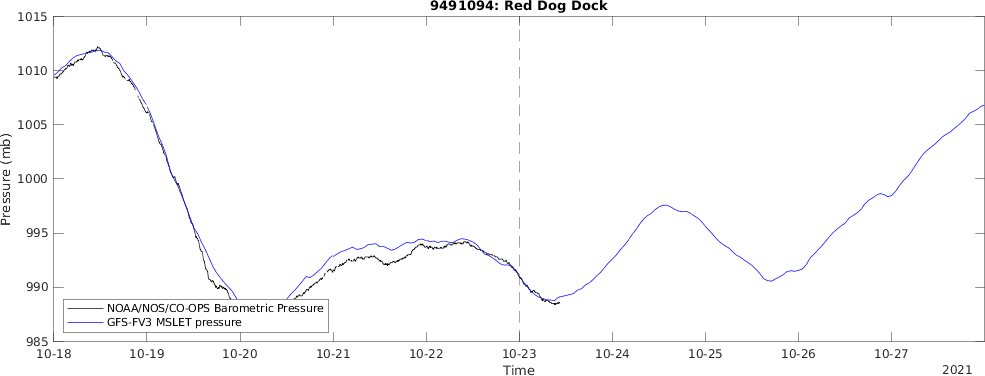 9491094: Red Dog Dock
Pressure (mb)
1015
1010
1005
1000
995
990
985
NOAA/NOS/CO-OPS Barometric Pressure
GFS-FV3 MSLET pressure
10-18 10-19 10-20 10-21 10-22 10-23 10-24 10-25 10-26 10-27
Time
2021